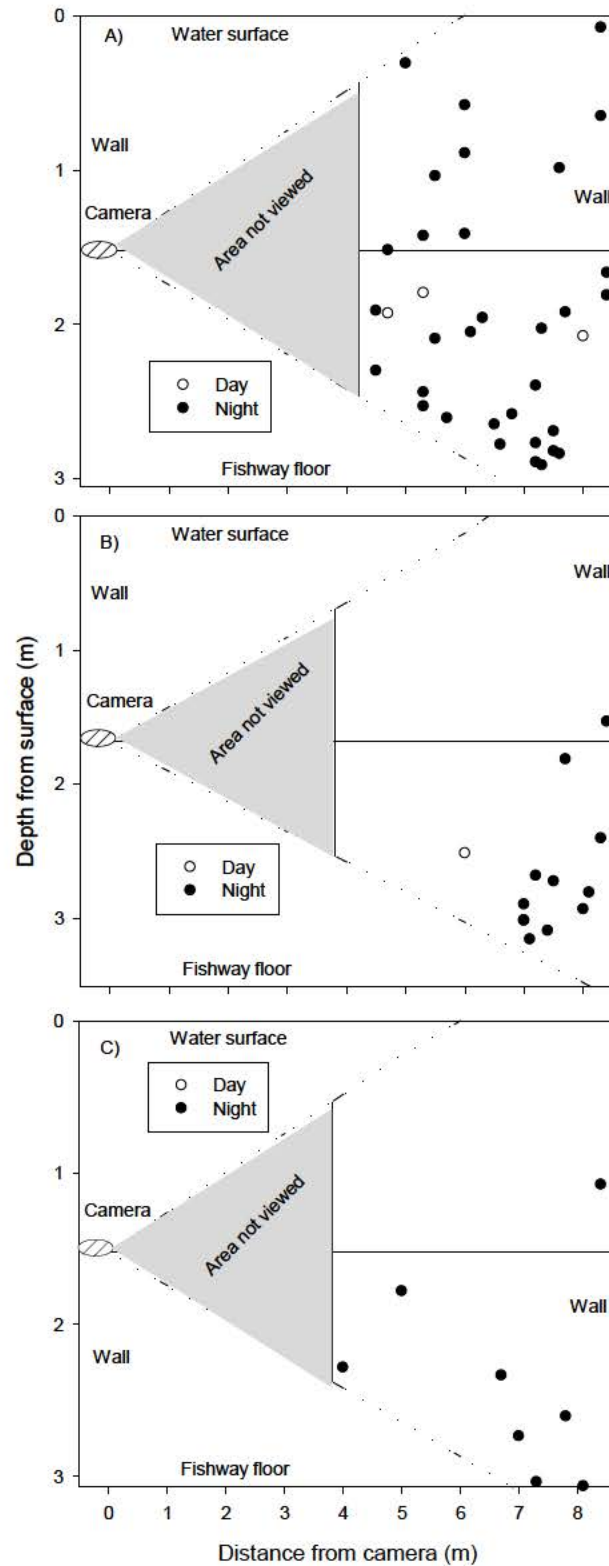 0
A)
Water surface
Wall
1
Camera
Area not viewed
Wall
2
Day
Night
3
Fishway floor
0
B)
Water surface
Wall
Wall
1
Camera
Area not viewed
2
Day
Night
3
Fishway floor
Depth from surface (m)
0
C)
Water surface
Day
Night
1
Camera
Area not viewed
Wall
2
Wall
Fishway floor
3
0 1 2 3 4 5 6 7 8
Distance from camera (m)